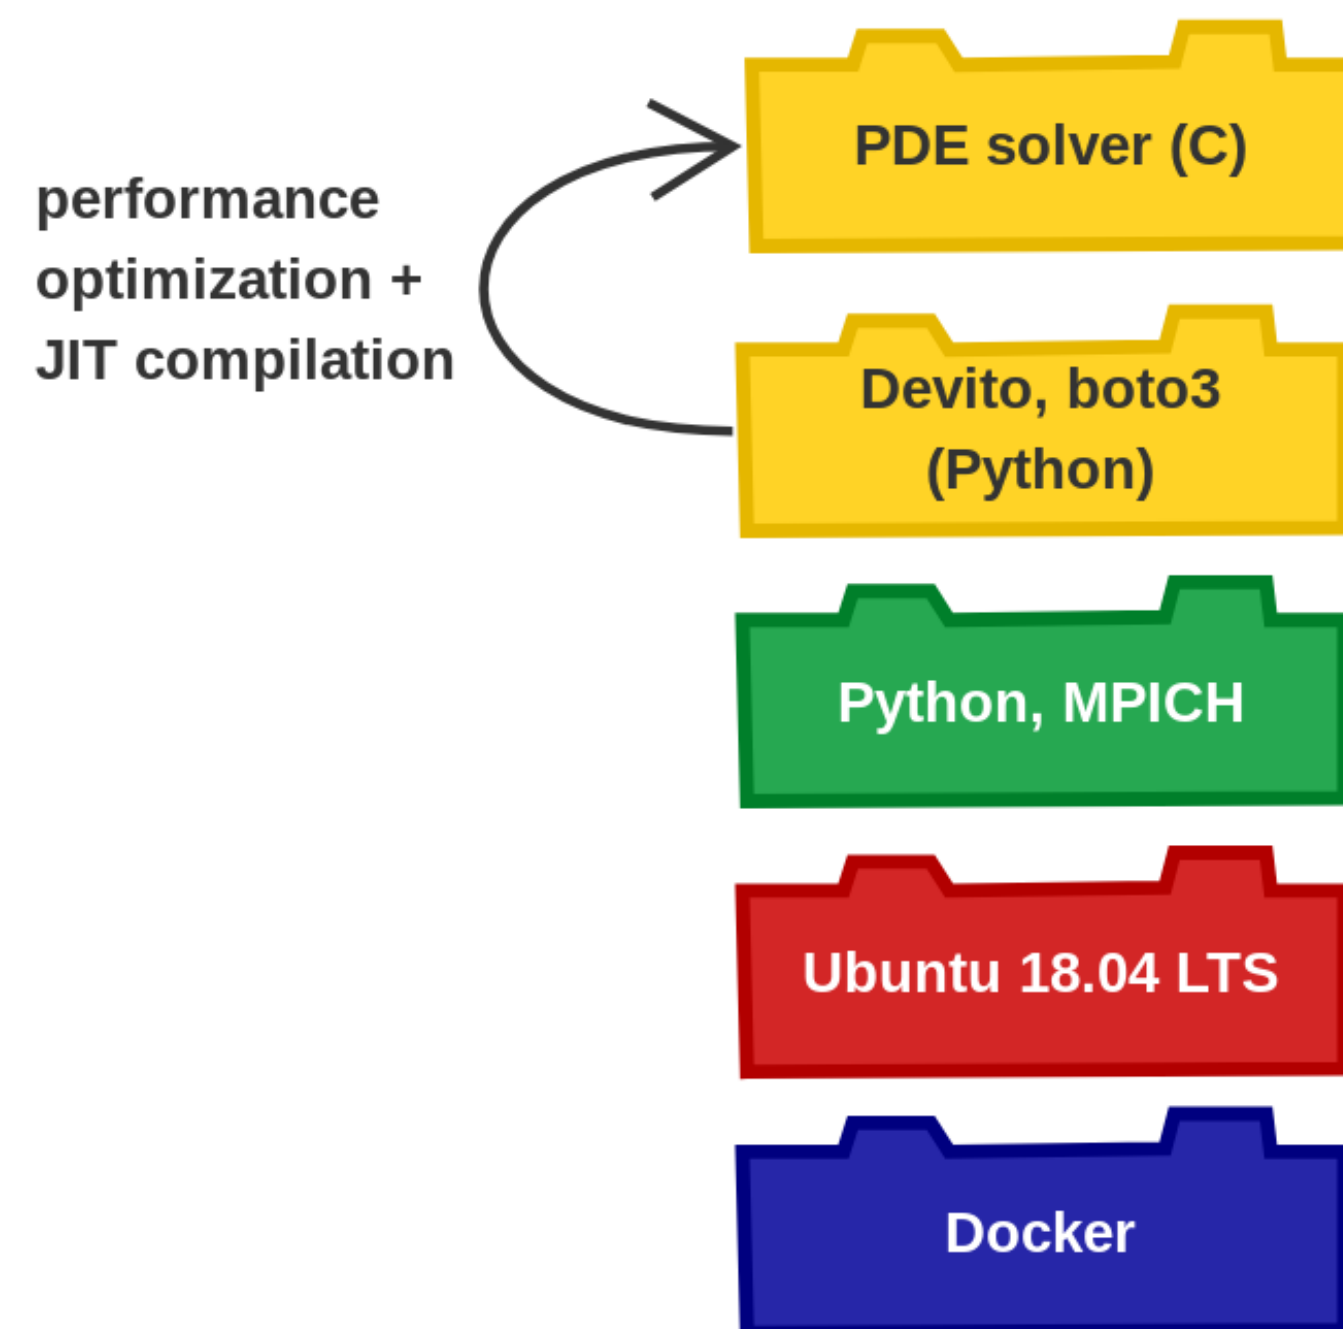 PDE solver (C)
performance
optimization +
JIT compilation
Devito, boto3
(Python)
Python, MPICH
Ubuntu 18.04 LTS
Docker